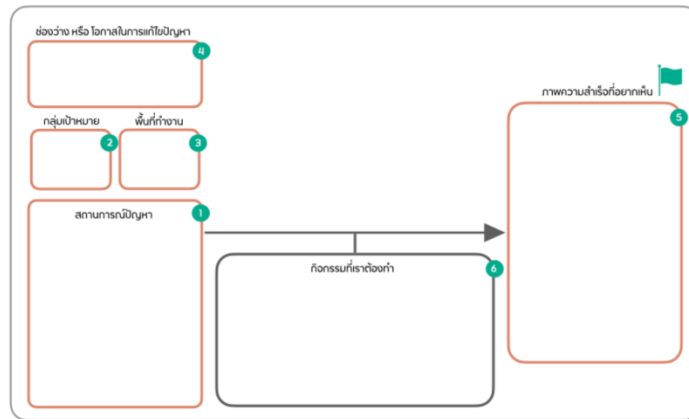 ช่องว่าง หรือ โอกาสในการแก้ไขปัญหา
4
กลุ่มเป้าหมาย
2
พื้นที่ทำงาน
3
สถานการณ์ปัญหา
1
ภาพความสำเร็จที่อยากเห็น
5
กิจกรรมที่เราต้องทำ
6